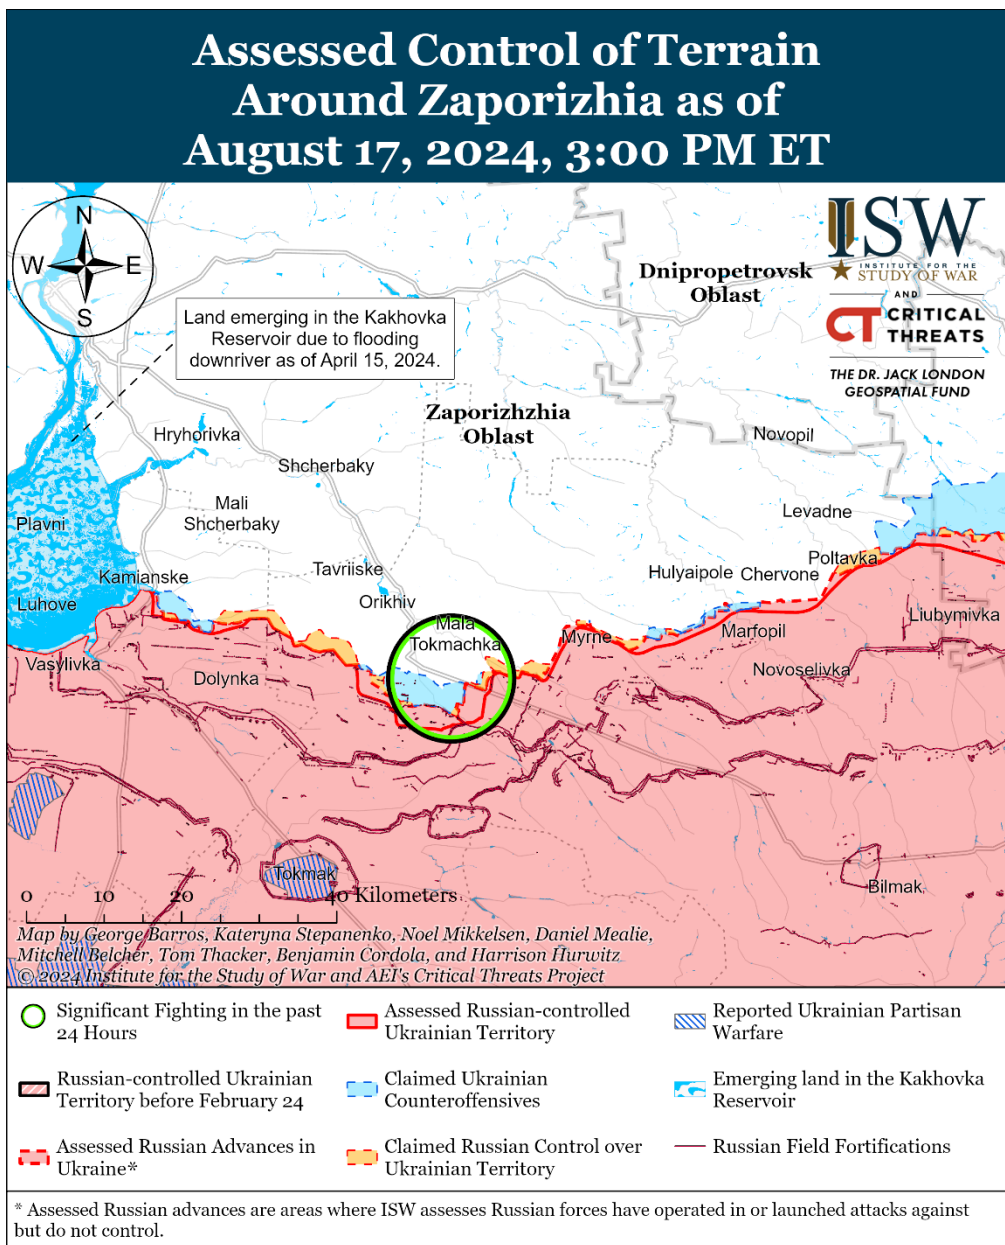 Assessed Control of Terrain
Around Zaporizhia as of
August 17, 2024, 3:00 PM ET
N
W
E
S
ISW
INSTITUTE FOR THE
STUDY OF WAR
AND
CT CRITICAL
THREATS
THE DR. JACK LONDON
GEOSPATIAL FUND
Dnipropetrovsk
Oblast
Land emerging in the Kakhovka
Reservoir due to flooding
downriver as of April 15, 2024.
Zaporizhzhia
Oblast
Hryhorivka
Novopil
Shcherbaky
Mali
Shcherbaky
Levadne
Plavni
Poltavka
Tavriiske
Hulyaipole
Chervone
Kamianske
Orikhiv
Luhove
Liubymivka
Mala
Tokmachka
Myrne
Marfopil
Vasylivka
Dolynka
Novoselivka
Tokmak
Bilmak
0 10 20 40 Kilometers
Map by George Barros, Kateryna Stepanenko, Noel Mikkelsen, Daniel Mealie,
Mitchell Belcher, Tom Thacker, Benjamin Cordola, and Harrison Hurwitz
© 2024 Institute for the Study of War and AEI's Critical Threats Project
Significant Fighting in the past
24 Hours
Assessed Russian-controlled
Ukrainian Territory
Reported Ukrainian Partisan
Warfare
Russian-controlled Ukrainian
Territory before February 24
Claimed Ukrainian
Counteroffensives
Emerging land in the Kakhovka
Reservoir
Assessed Russian Advances in
Ukraine*
Claimed Russian Control over
Ukrainian Territory
Russian Field Fortifications
* Assessed Russian advances are areas where ISW assesses Russian forces have operated in or launched attacks against
but do not control.